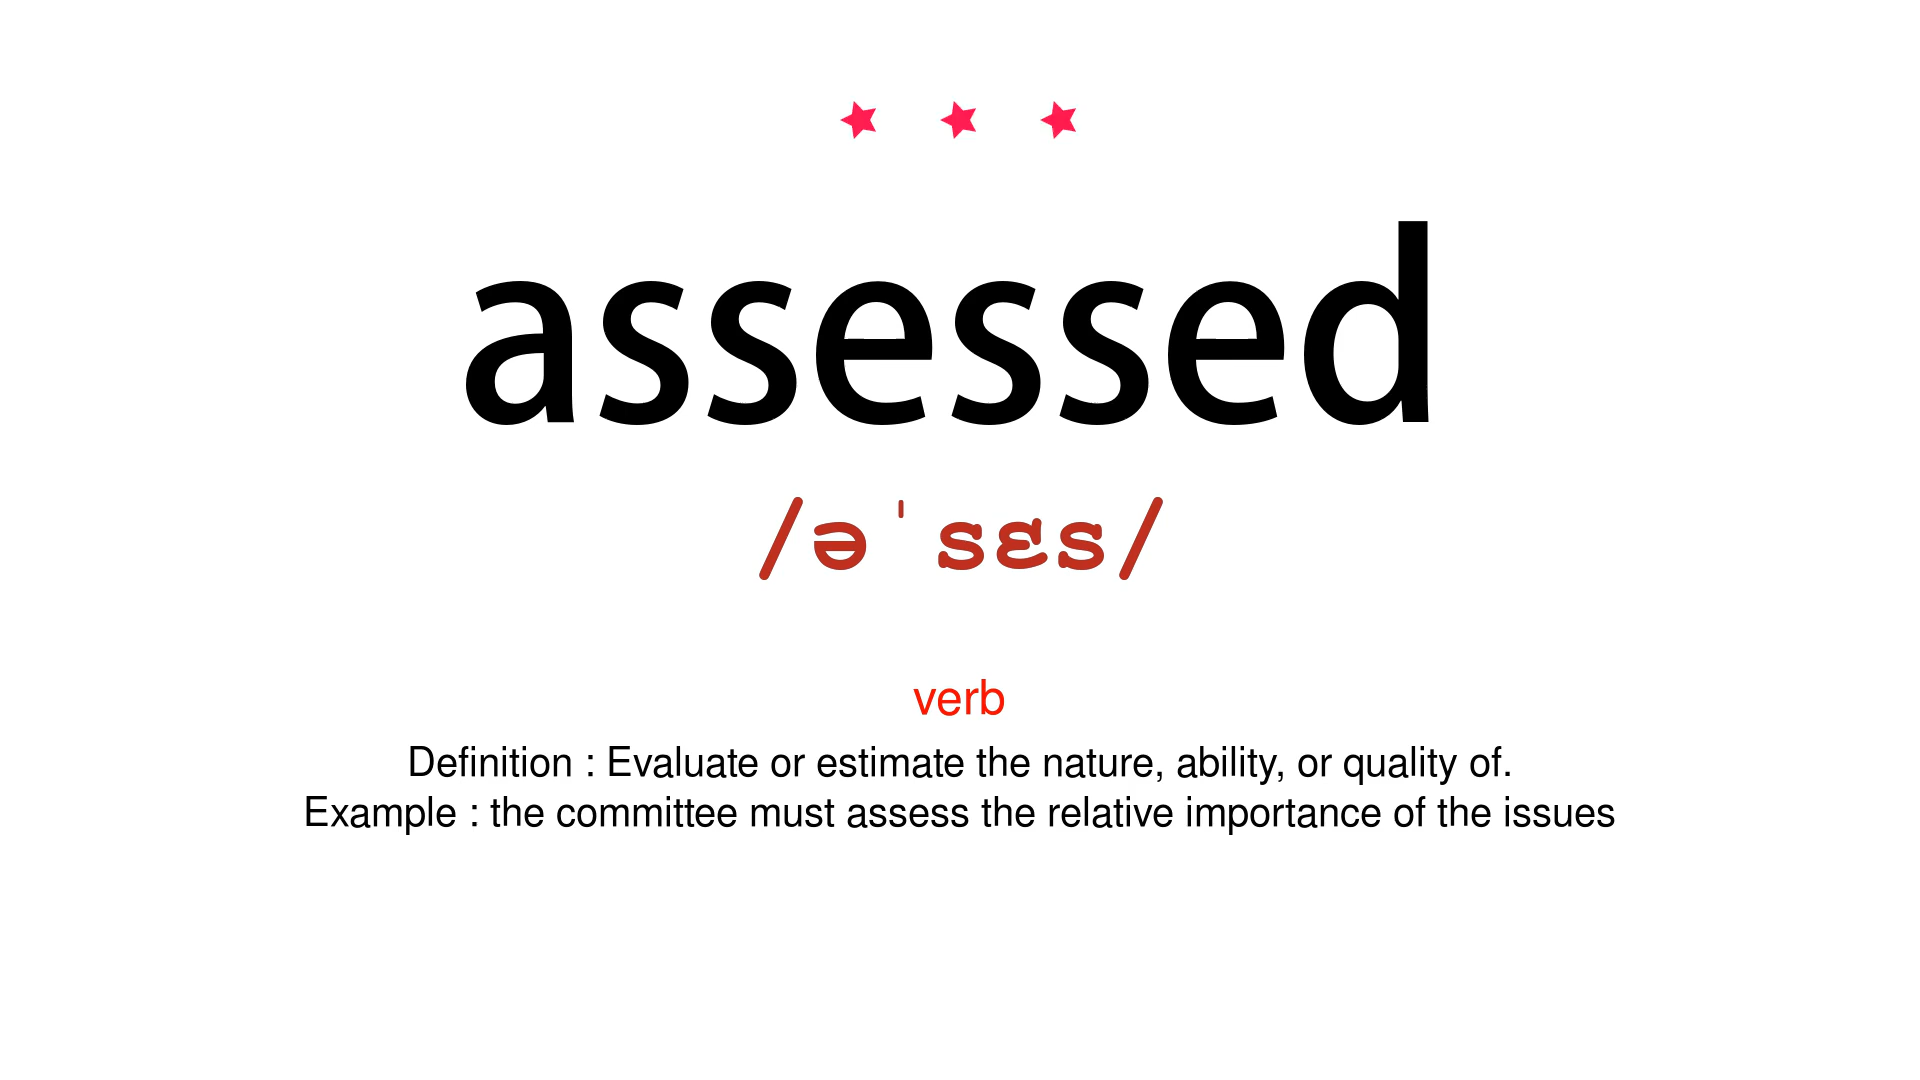 assessed
/əˈsɛs/
verb
Definition : Evaluate or estimate the nature, ability, or quality of.
Example : the committee must assess the relative importance of the issues